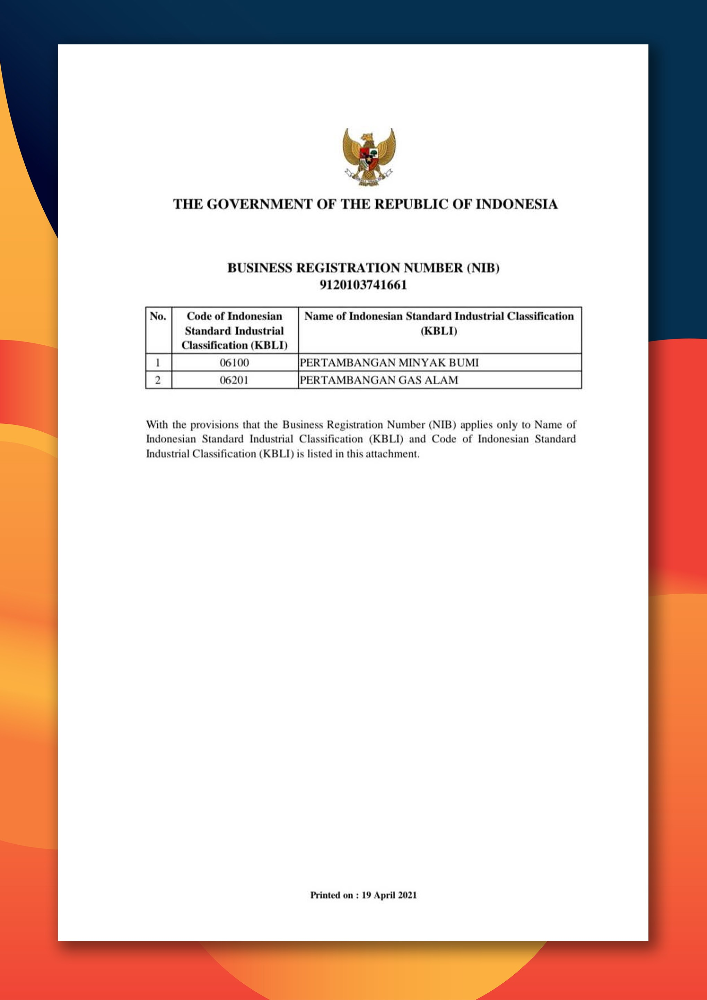 THE GOVERNMENT OF THE REPUBLIC OF INDONESIA
BUSINESS REGISTRATION NUMBER (NIB)
9120103741661
No.
Code of Indonesian
Standard Industrial
Classification (KBLI)
Name of Indonesian Standard Industrial Classification
(KBLI)
1 06100 PERTAMBANGAN MINYAK BUMI
2 06201 PERTAMBANGAN GAS ALAM
With the provisions that the Business Registration Number (NIB) applies only to Name of
Indonesian Standard Industrial Classification (KBLI) and Code of Indonesian Standard
Industrial Classification (KBLI) is listed in this attachment.
Printed on : 19 April 2021